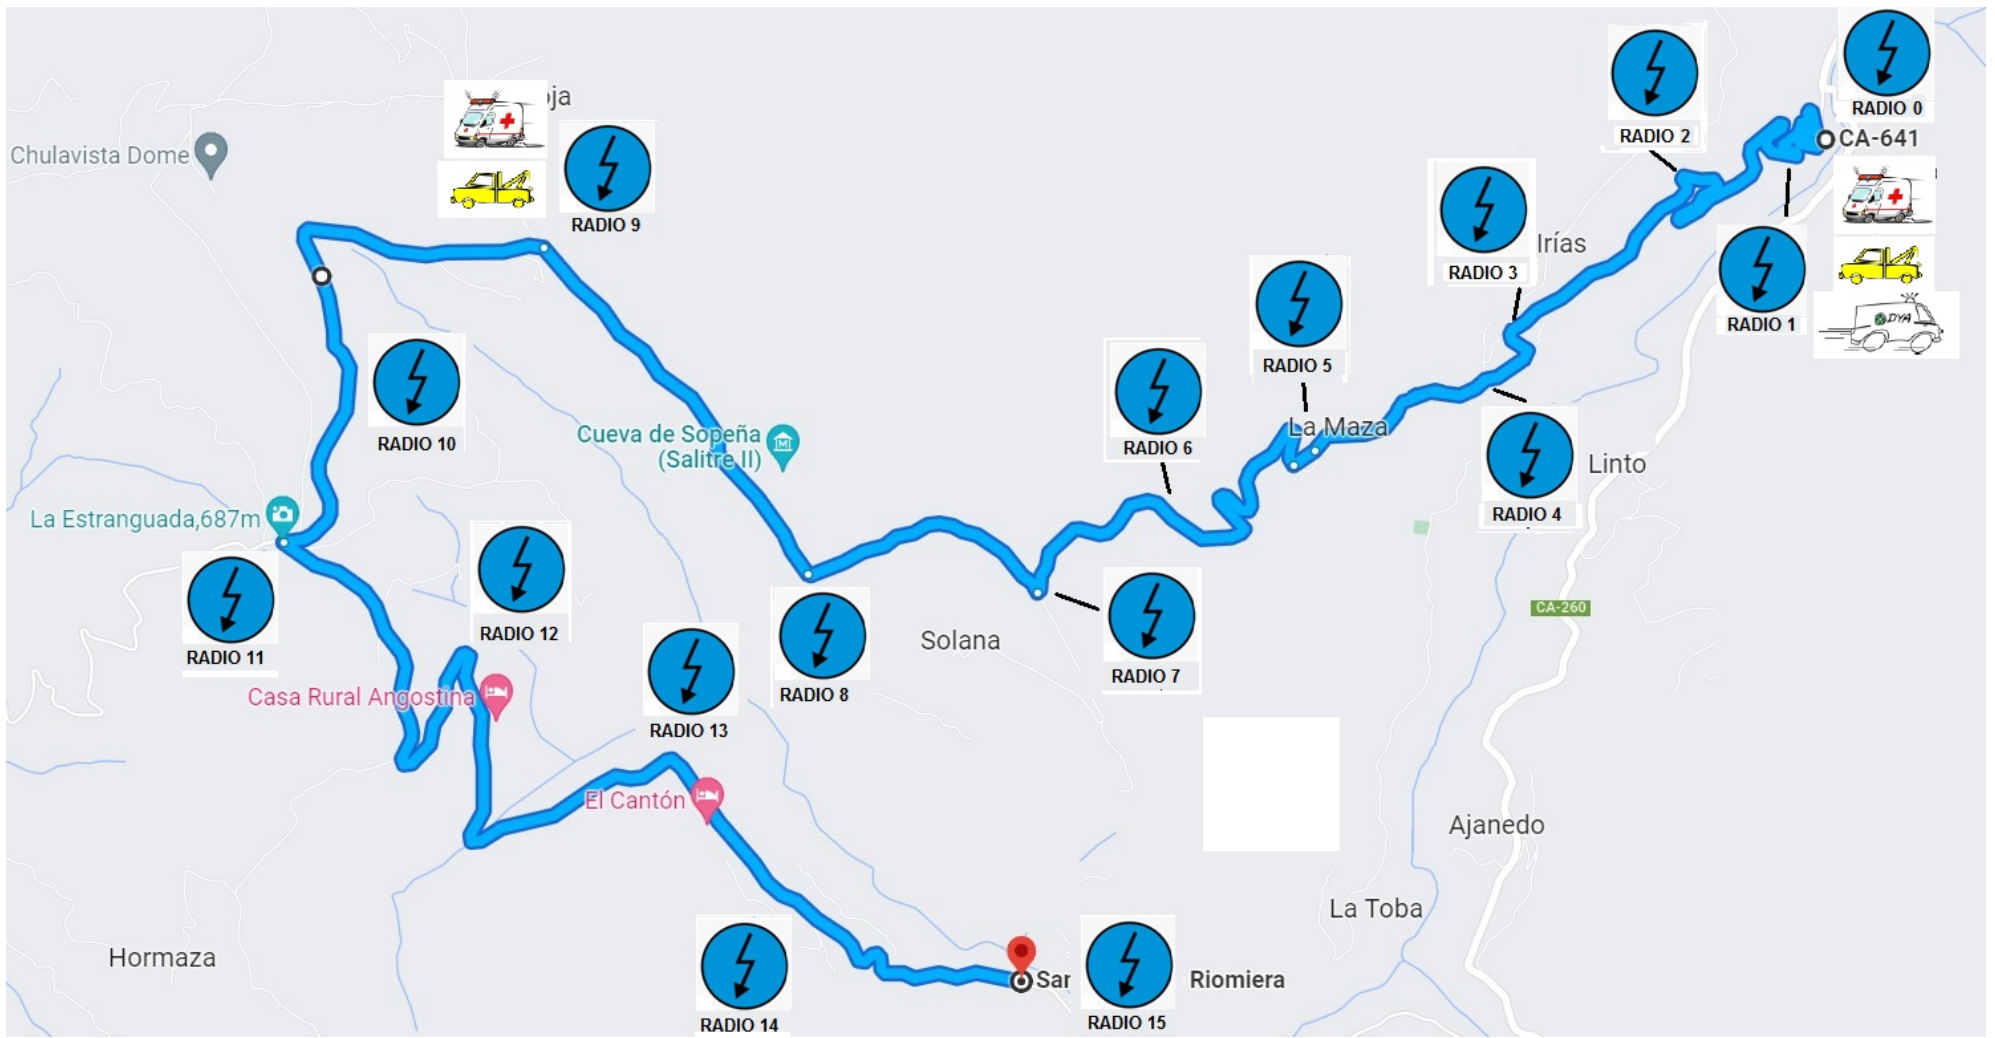 RADIO 0
RADIO 2
CA-641
oja
Chulavista Dome
RADIO 9
Irías
RADIO 3
RADIO 1
DYA
RADIO 5
RADIO 10
Cueva de Sopeña
(Salitre II)
M
La Maza
RADIO 6
Linto
RADIO 4
La Estranguada,687m
CA-260
RADIO 12
Solana
RADIO 11
RADIO 7
RADIO 8
Casa Rural Angostina
RADIO 13
El Cantón
Ajanedo
La Toba
Hormaza
San Riomiera
RADIO 14
RADIO 15